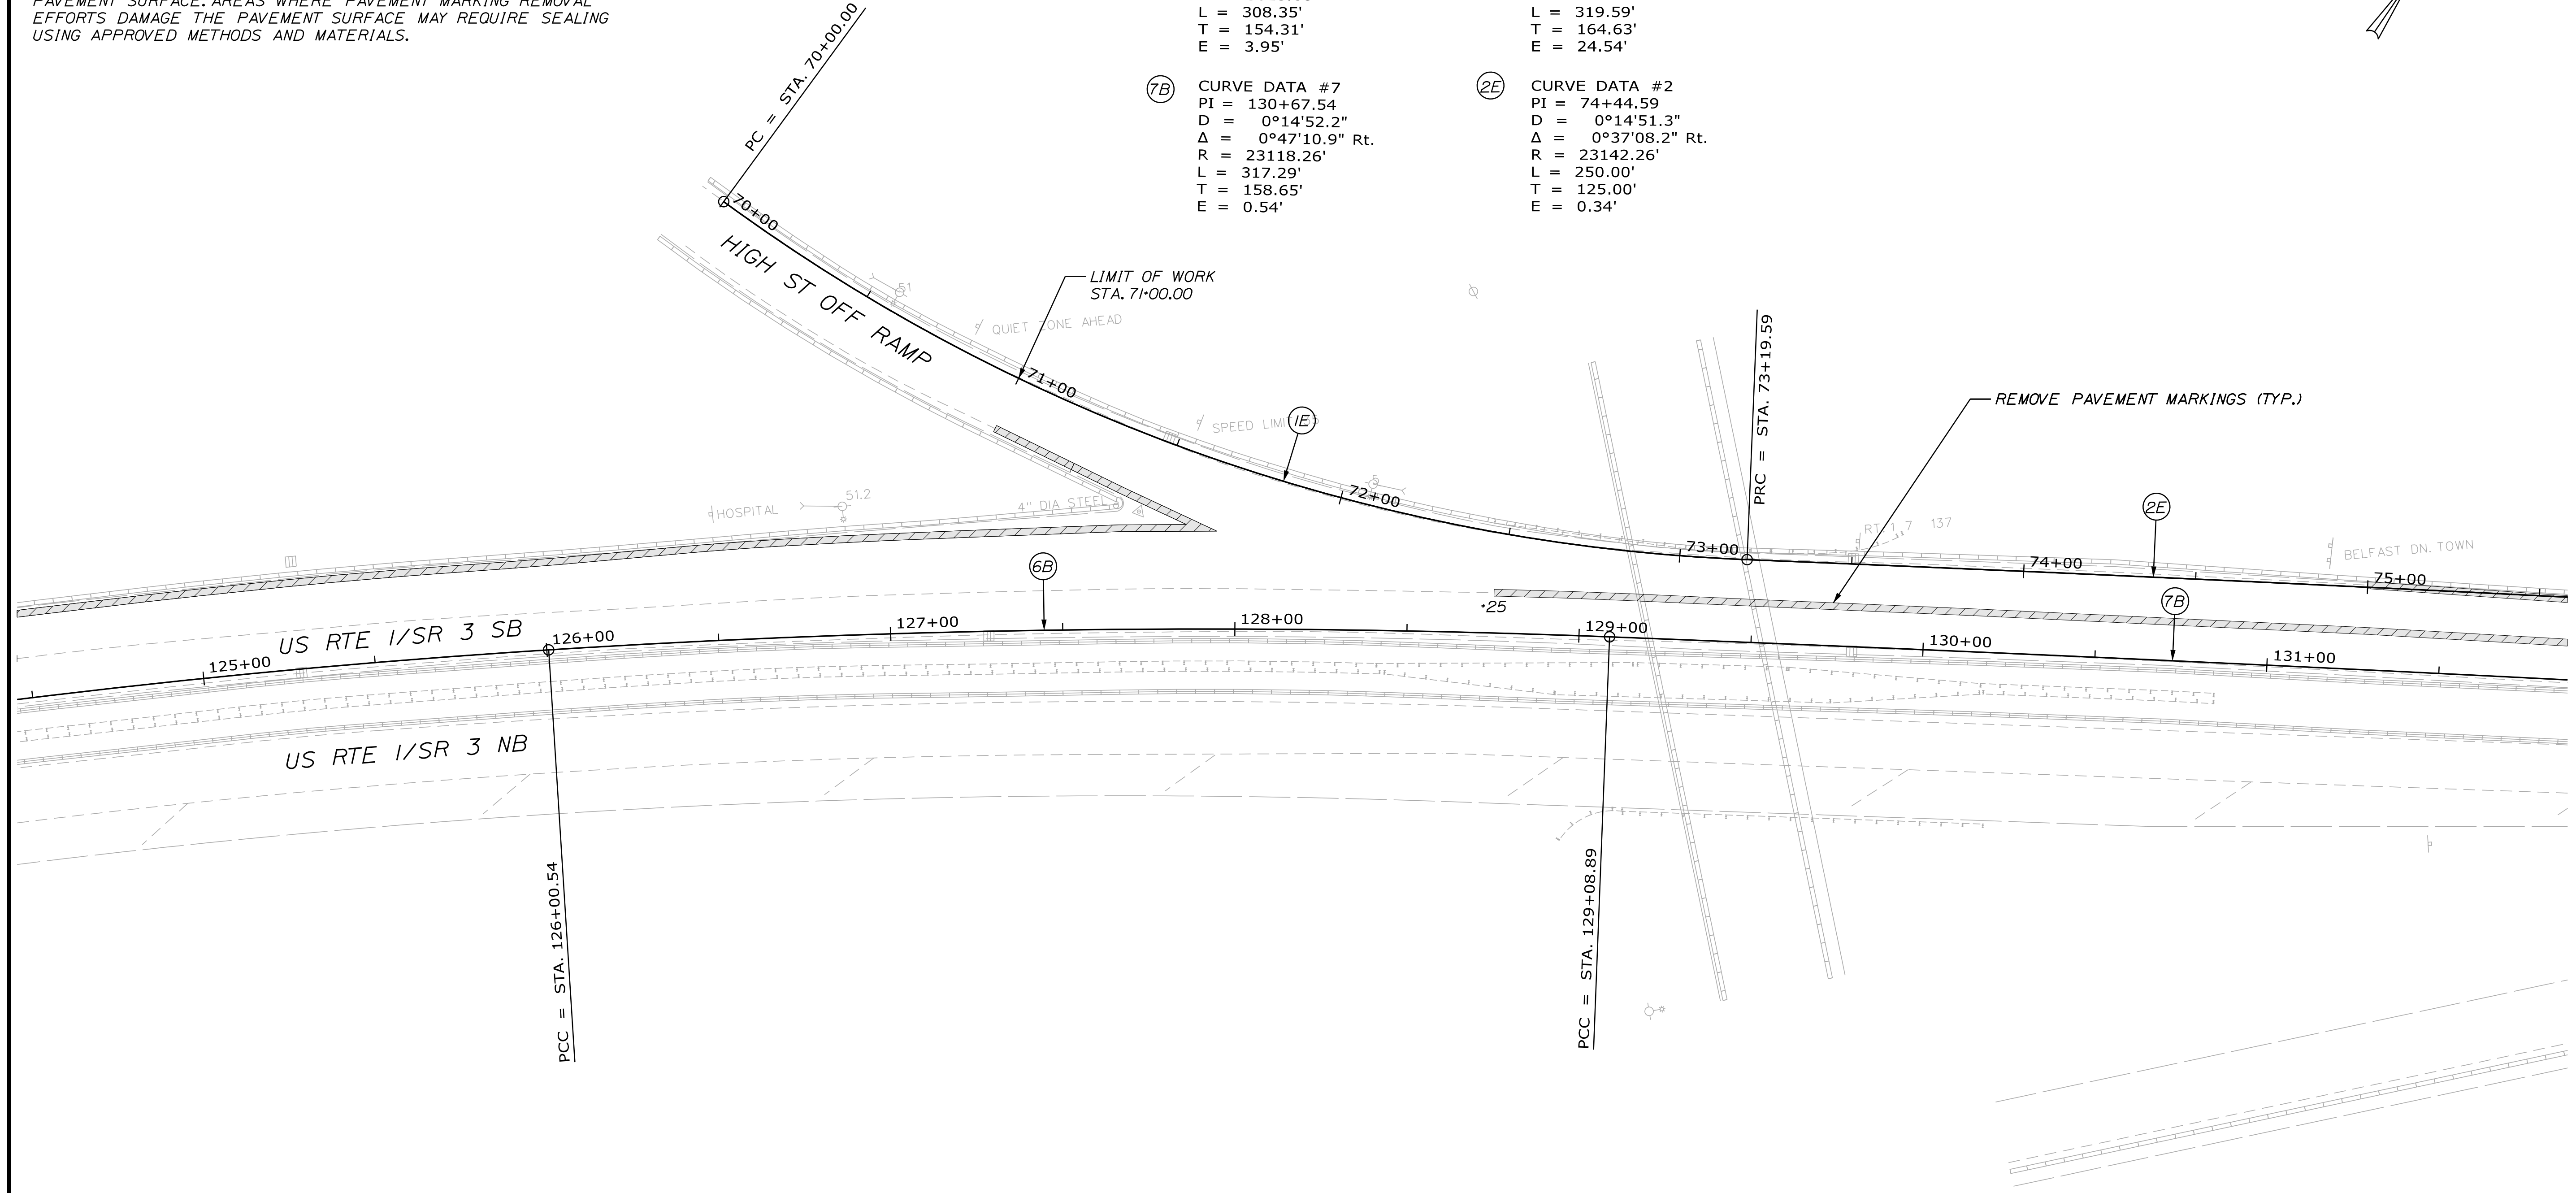 PAVEMENT SURFACE. AREAS WHERE PAVEMENT MARKING REMOVAL
EFFORTS DAMAGE THE PAVEMENT SURFACE MAY REQUIRE SEALING
USING APPROVED METHODS AND MATERIALS.
L = 308.35'
T = 154.31'
E = 3.95'
L = 319.59'
T = 164.63'
E = 24.54'
7B
CURVE DATA #7
PI = 130+67.54
D = 0°14'52.2"
Δ = 0°47'10.9" Rt.
R = 23118.26'
L = 317.29'
T = 158.65'
E = 0.54'
2E
CURVE DATA #2
PI = 74+44.59
D = 0°14'51.3"
Δ = 0°37'08.2" Rt.
R = 23142.26'
L = 250.00'
T = 125.00'
E = 0.34'
PC = STA. 70+00.00
70+00
HIGH ST OFF RAMP
51
LIMIT OF WORK
STA. 71+00.00
QUIET ZONE AHEAD
71+00
SPEED LIMIT
1E
5
72+00
PRC = STA. 73+19.59
REMOVE PAVEMENT MARKINGS (TYP.)
HOSPITAL
51.2
4" DIA STEEL
73+00
RT 1 7 137
2E
74+00
BELFAST DN. TOWN
75+00
6B
+25
7B
US RTE 1/SR 3 SB
125+00
126+00
127+00
128+00
129+00
130+00
131+00
US RTE 1/SR 3 NB
PCC = STA. 126+00.54
PCC = STA. 129+08.89